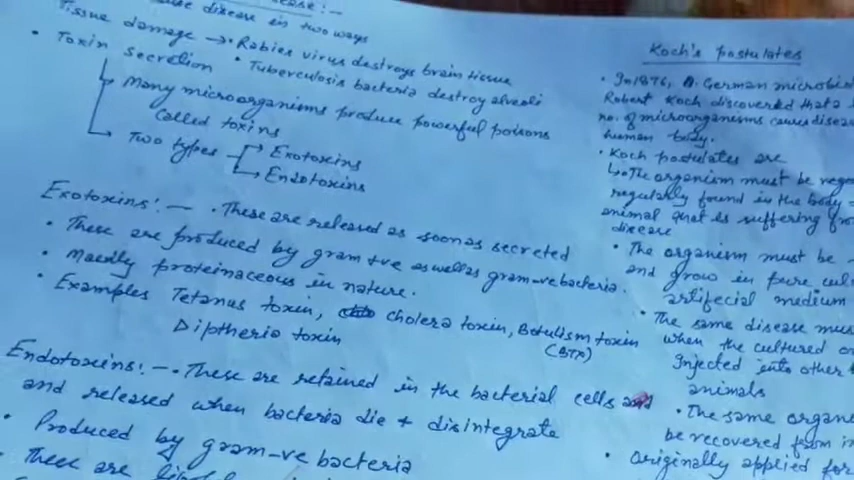 disease in two ways
Tissue damage → • Rabies virus destroys brain tissue
• Tuberculosis bacteria destroy alveoli
• Toxin secretion
Many microorganisms produce powerful poisons
Called toxins
Two types → Exotoxins
→ Endotoxins
Exotoxins:— • These are released as soon as secreted
• These are produced by gram +ve as well as gram-ve bacteria.
• Mainly proteinaceous in nature.
• Examples Tetanus toxin, cholera toxin, Botulism toxin
(BTX)
Diptheria toxin
Endotoxins:— • These are retained in the bacterial cells and
and released when bacteria die + disintegrate
• Produced by gram-ve bacteria
• These are
Koch's postulates
• In 1876, A German microbio
Robert Koch discovered that a
no. of microorganisms causes disea
human body.
• Koch postulates are
↳ The organism must be reg
regularly found in the body
animal that is suffering fro
disease
• The organism must be
and grow in pure cul
artifecial medium
• The same disease mus
when the cultured o
Injected into other
animals
• The same organ
be recovered from i
• Originally applied for